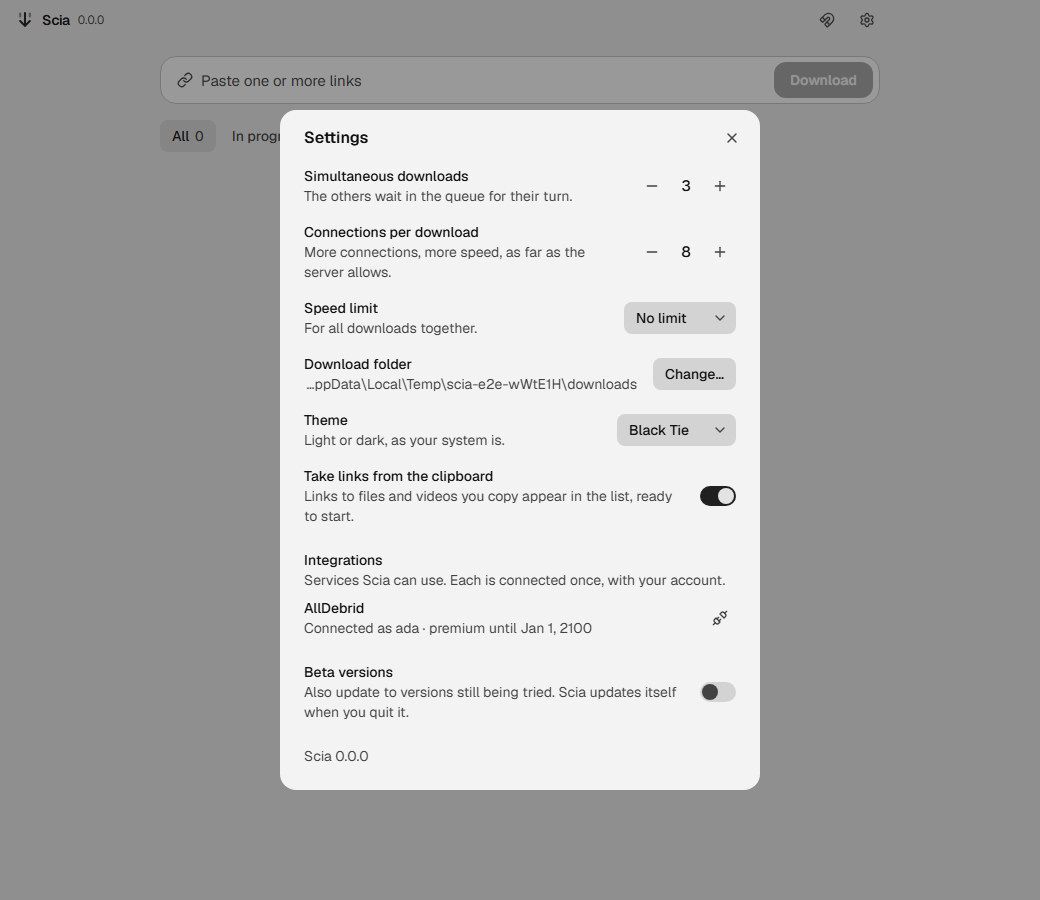 Scia 0.0.0
Paste one or more links
Download
All 0
In progr
Settings
Simultaneous downloads
The others wait in the queue for their turn.
3
Connections per download
More connections, more speed, as far as the
server allows.
8
Speed limit
For all downloads together.
No limit
Download folder
…ppData\Local\Temp\scia-e2e-wWtE1H\downloads
Change…
Theme
Light or dark, as your system is.
Black Tie
Take links from the clipboard
Links to files and videos you copy appear in the list, ready
to start.
Integrations
Services Scia can use. Each is connected once, with your account.
AllDebrid
Connected as ada · premium until Jan 1, 2100
Beta versions
Also update to versions still being tried. Scia updates itself
when you quit it.
Scia 0.0.0